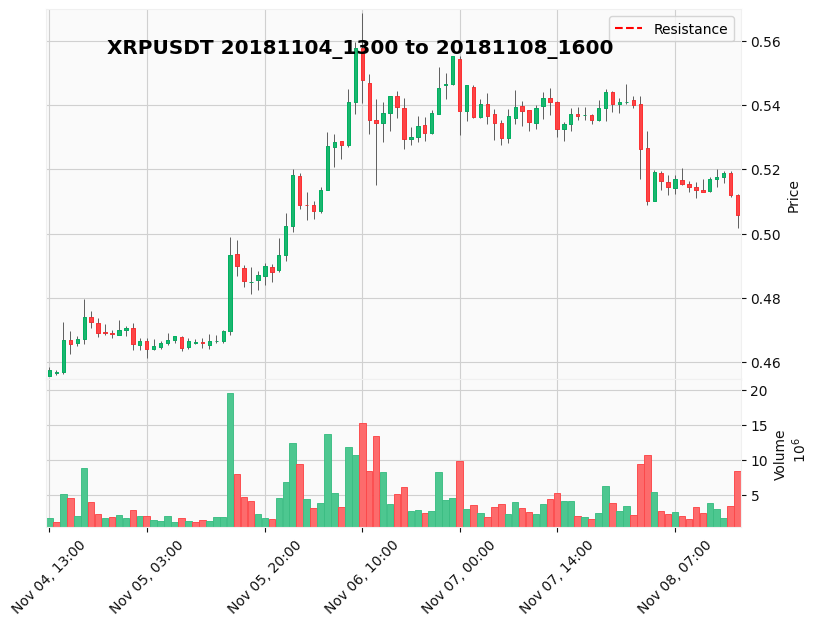 XRPUSDT 20181104_1300 to 20181108_1600
Resistance
0.56
0.54
0.52
0.50
0.48
0.46
Price
20
15
10
5
Volume
10^6
Nov 04, 13:00
Nov 05, 03:00
Nov 05, 20:00
Nov 06, 10:00
Nov 07, 00:00
Nov 07, 14:00
Nov 08, 07:00